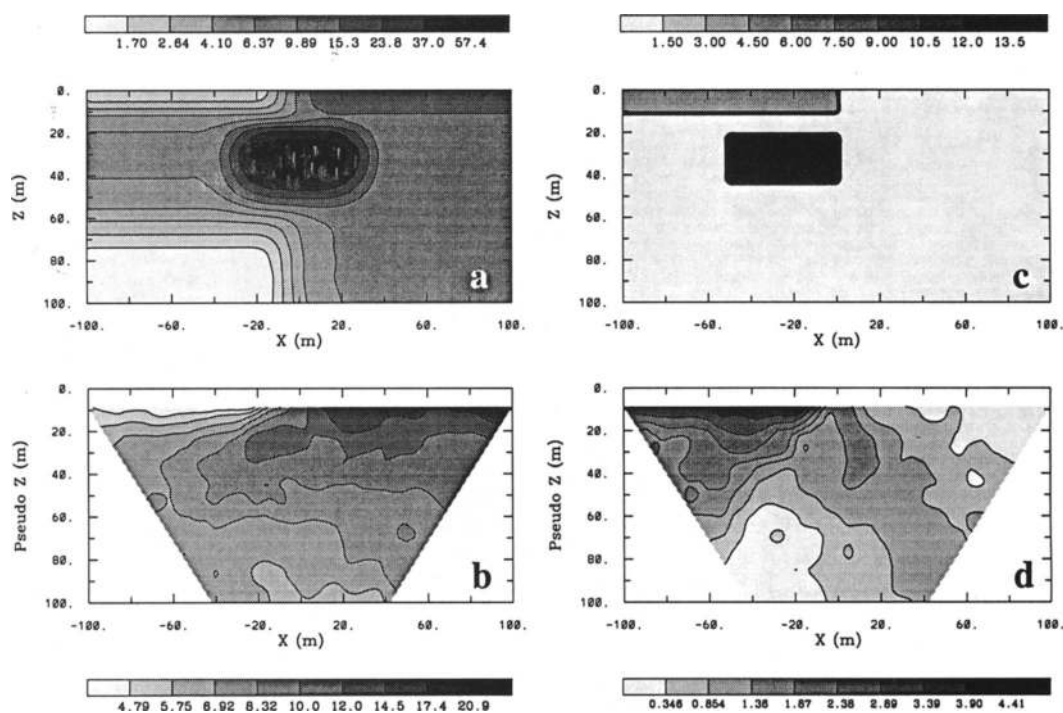 1.70 2.64 4.10 6.37 9.89 15.3 23.8 37.0 57.4
1.50 3.00 4.50 6.00 7.50 9.00 10.5 12.0 13.5
0.
20.
40.
60.
80.
100.
Z (m)
a
-100. -60. -20. 20. 60. 100.
X (m)
0.
20.
40.
60.
80.
100.
Z (m)
c
-100. -60. -20. 20. 60. 100.
X (m)
0.
20.
40.
60.
80.
100.
Pseudo Z (m)
b
-100. -60. -20. 20. 60. 100.
X (m)
0.
20.
40.
60.
80.
100.
Pseudo Z (m)
d
-100. -60. -20. 20. 60. 100.
X (m)
4.79 5.75 6.92 8.32 10.0 12.0 14.5 17.4 20.9
0.346 0.854 1.36 1.87 2.38 2.89 3.39 3.90 4.41